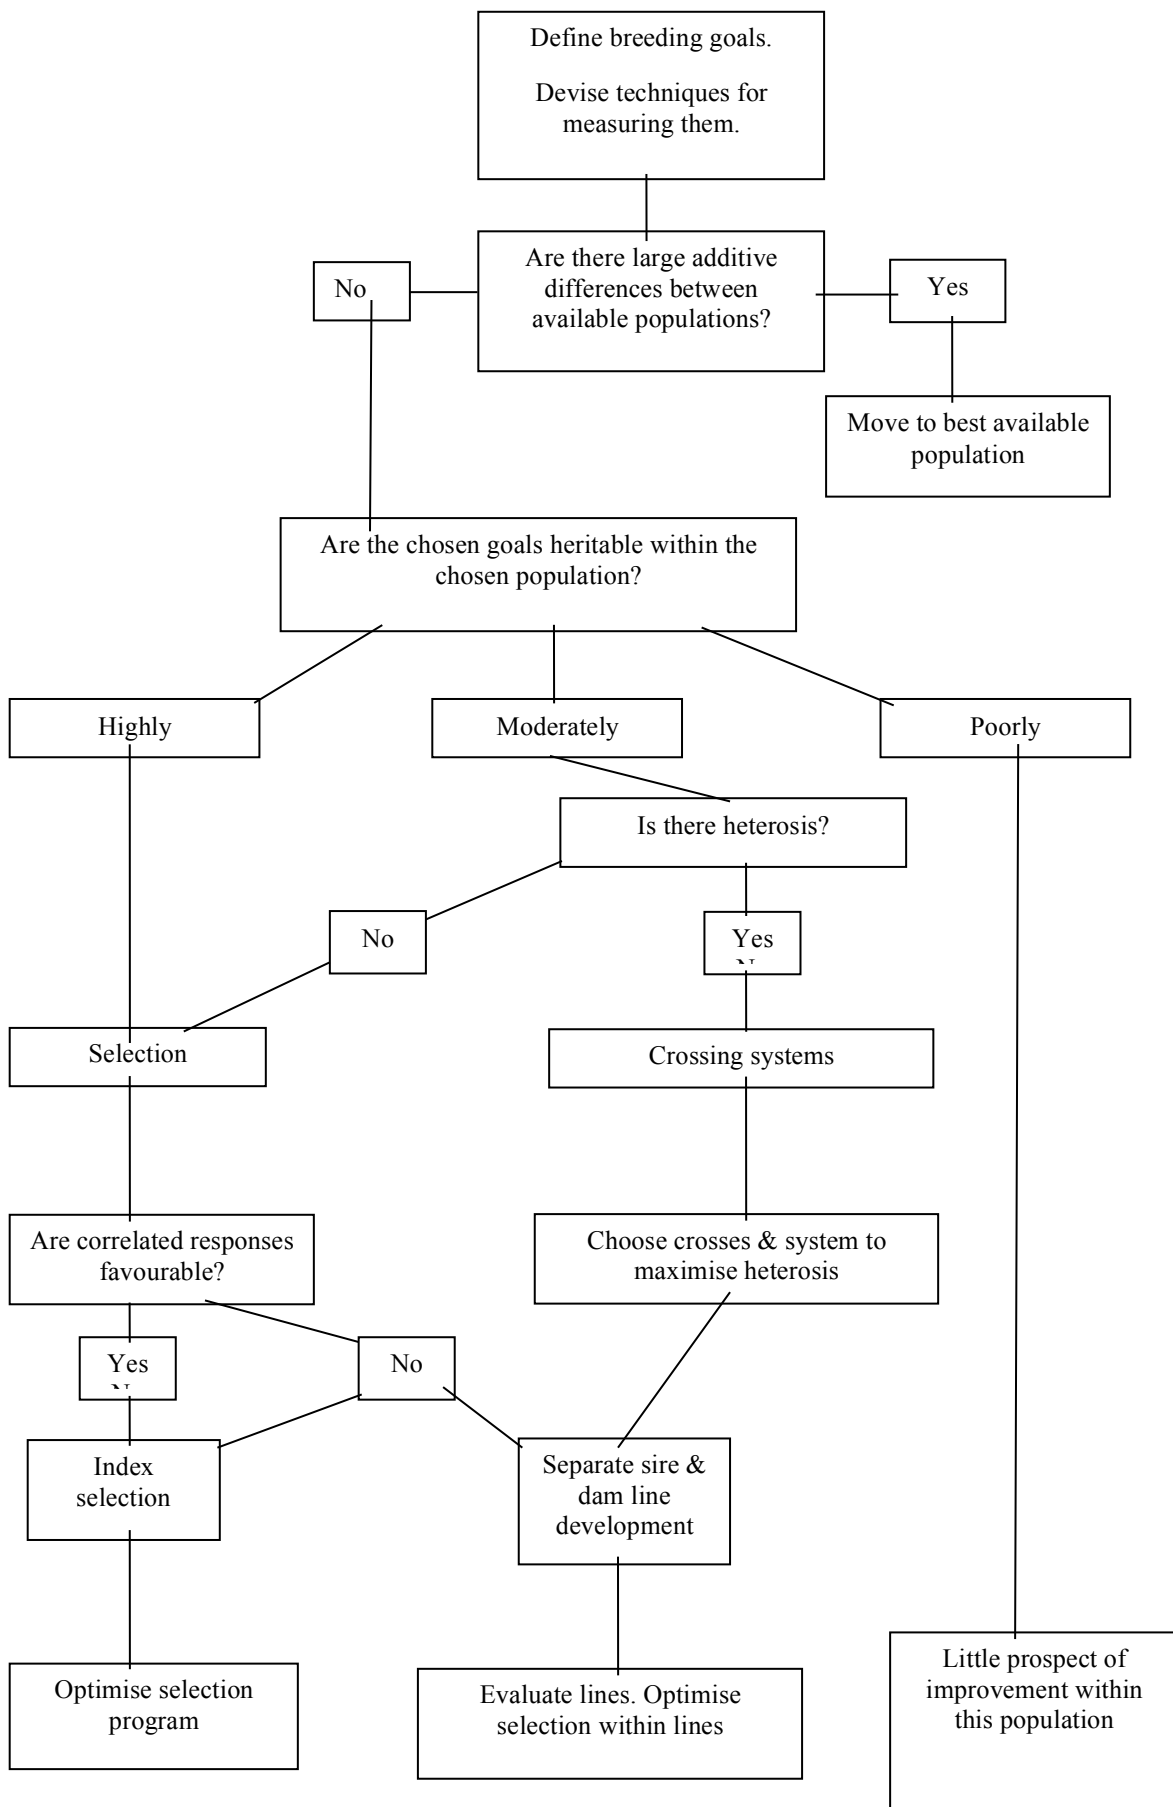 Define breeding goals.
Devise techniques for
measuring them.
Are there large additive
differences between
available populations?
No
Yes
Move to best available
population
Are the chosen goals heritable within the
chosen population?
Highly
Moderately
Poorly
Is there heterosis?
No
Yes
Selection
Crossing systems
Are correlated responses
favourable?
Choose crosses & system to
maximise heterosis
Yes
No
Index
selection
Separate sire &
dam line
development
Optimise selection
program
Evaluate lines. Optimise
selection within lines
Little prospect of
improvement within
this population